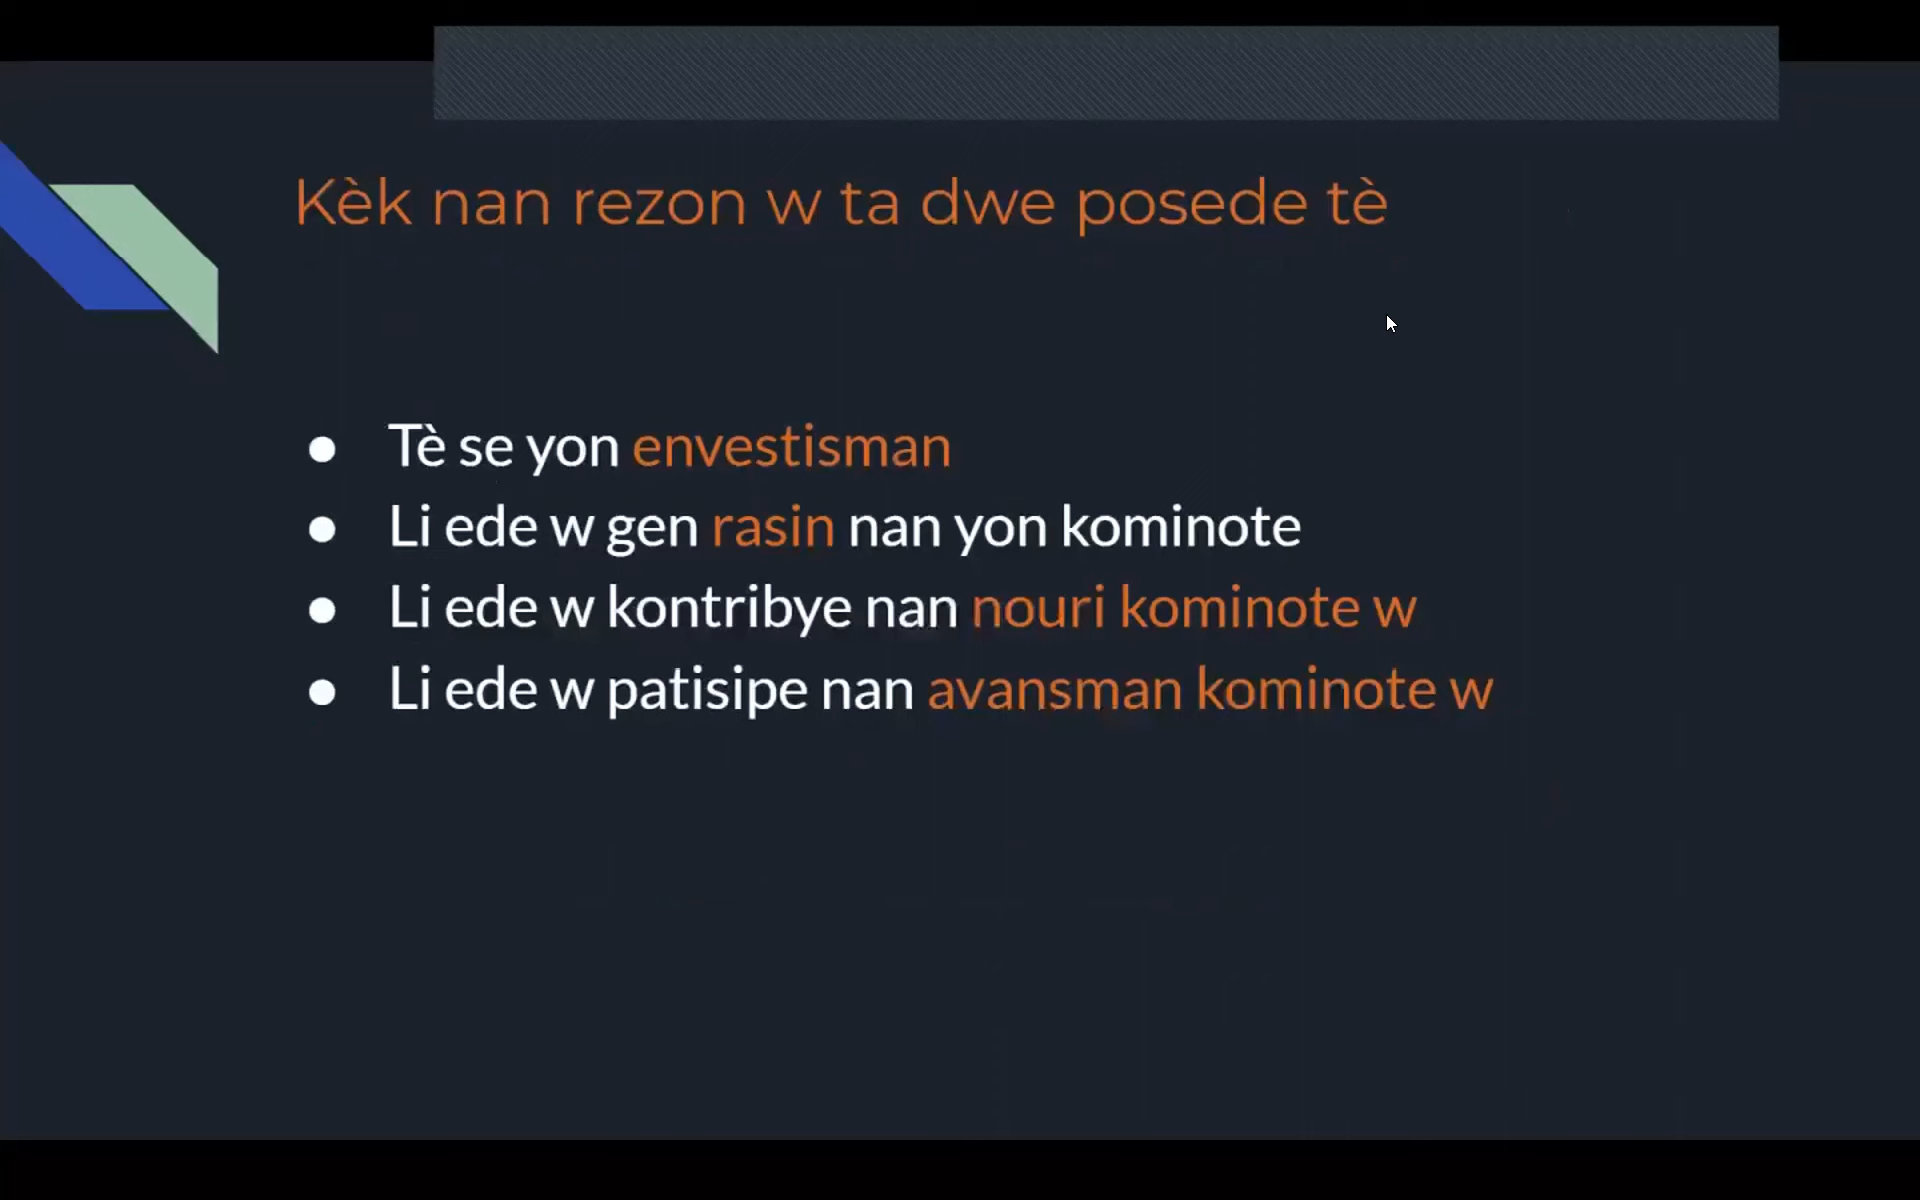 Kèk nan rezon w ta dwe posede tè
● Tè se yon envestisman
● Li ede w gen rasin nan yon kominote
● Li ede w kontribye nan nouri kominote w
● Li ede w patisipe nan avansman kominote w